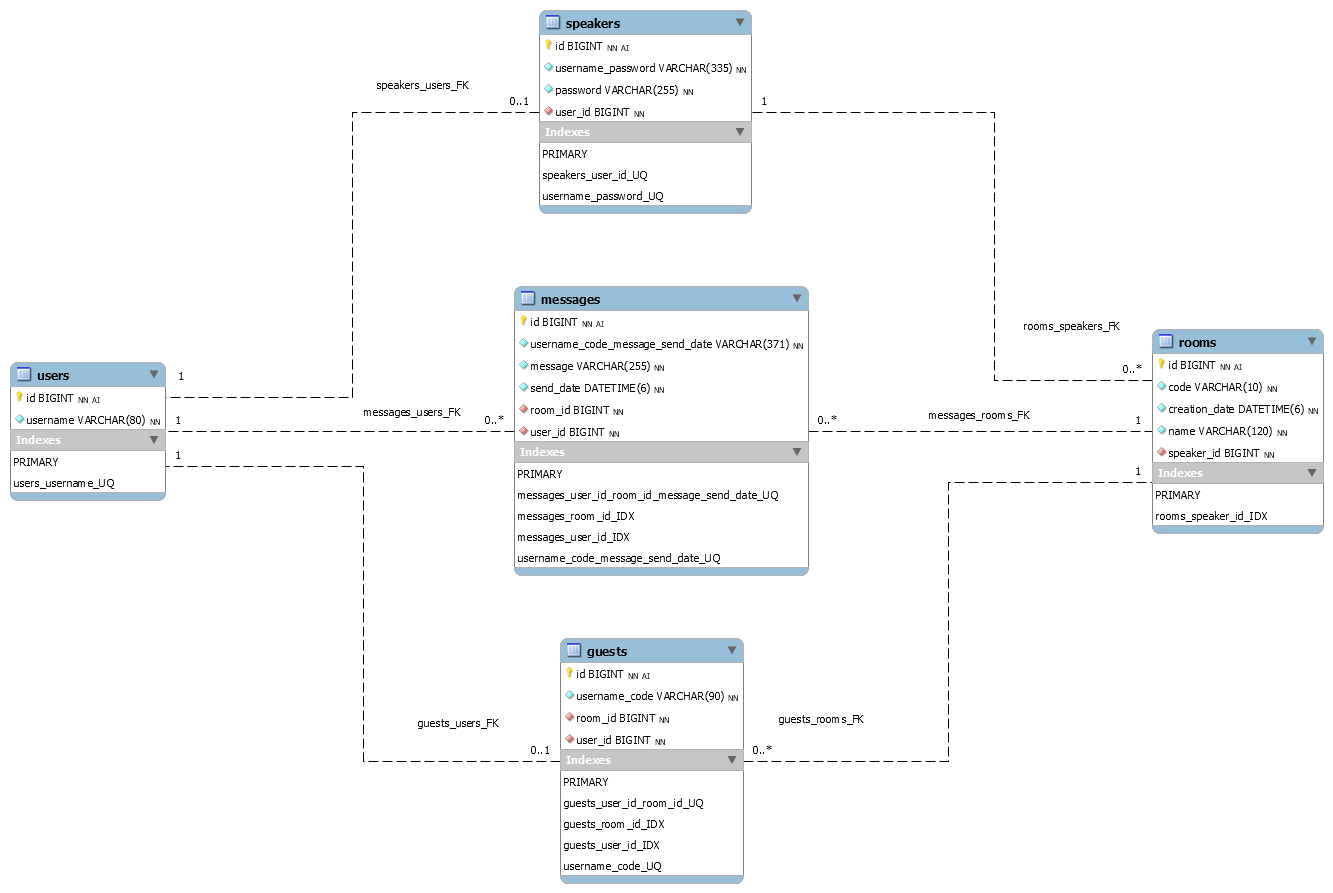 speakers
id BIGINT NN AI
username_password VARCHAR(335) NN
password VARCHAR(255) NN
user_id BIGINT NN
Indexes
PRIMARY
speakers_user_id_UQ
username_password_UQ
speakers_users_FK
0..1
1
messages
id BIGINT NN AI
username_code_message_send_date VARCHAR(371) NN
message VARCHAR(255) NN
send_date DATETIME(6) NN
room_id BIGINT NN
user_id BIGINT NN
Indexes
PRIMARY
messages_user_id_room_id_message_send_date_UQ
messages_room_id_IDX
messages_user_id_IDX
username_code_message_send_date_UQ
rooms_speakers_FK
0..*
rooms
id BIGINT NN AI
code VARCHAR(10) NN
creation_date DATETIME(6) NN
name VARCHAR(120) NN
speaker_id BIGINT NN
Indexes
PRIMARY
rooms_speaker_id_IDX
users
id BIGINT NN AI
username VARCHAR(80) NN
Indexes
PRIMARY
users_username_UQ
1
1
messages_users_FK
0..*
0..*
messages_rooms_FK
1
1
1
guests
id BIGINT NN AI
username_code VARCHAR(90) NN
room_id BIGINT NN
user_id BIGINT NN
Indexes
PRIMARY
guests_user_id_room_id_UQ
guests_room_id_IDX
guests_user_id_IDX
username_code_UQ
guests_users_FK
0..1
guests_rooms_FK
0..*